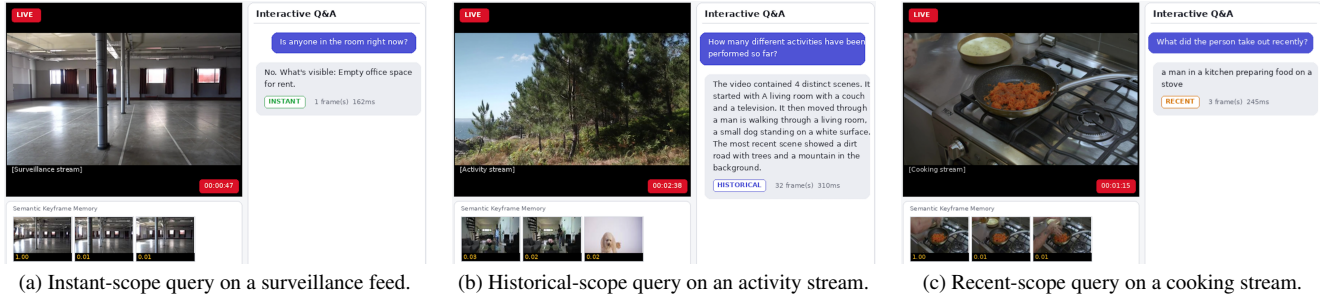 LIVE
[Surveillance stream]
00:00:47
Semantic Keyframe Memory
1.00
0.01
0.01
Interactive Q&A
Is anyone in the room right now?
No. What's visible: Empty office space
for rent.
INSTANT 1 frame(s) 162ms
(a) Instant-scope query on a surveillance feed.
LIVE
[Activity stream]
00:02:38
Semantic Keyframe Memory
0.03
0.02
0.02
Interactive Q&A
How many different activities have been
performed so far?
The video contained 4 distinct scenes. It
started with A living room with a couch
and a television. It then moved through
a man is walking through a living room,
a small dog standing on a white surface.
The most recent scene showed a dirt
road with trees and a mountain in the
background.
HISTORICAL 32 frame(s) 310ms
(b) Historical-scope query on an activity stream.
LIVE
[Cooking stream]
00:01:15
Semantic Keyframe Memory
1.00
0.01
0.01
Interactive Q&A
What did the person take out recently?
a man in a kitchen preparing food on a
stove
RECENT 3 frame(s) 245ms
(c) Recent-scope query on a cooking stream.